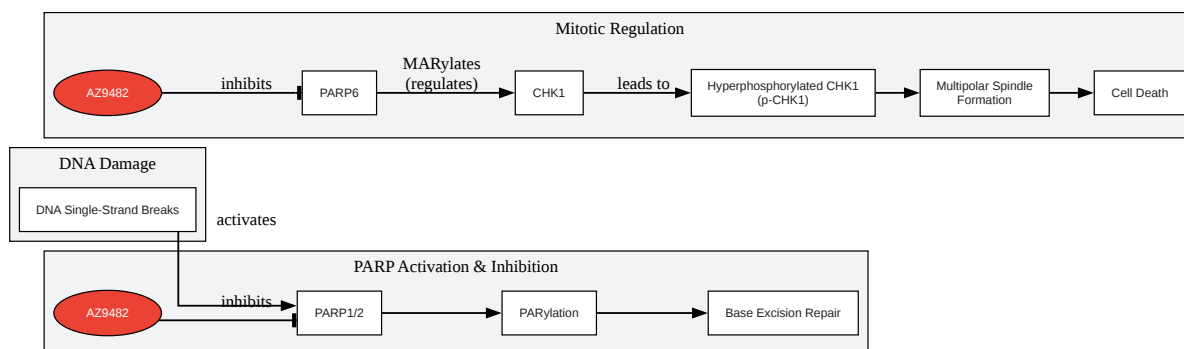 Mitotic Regulation
AZ9482
inhibits
PARP6
MARylates
(regulates)
CHK1
leads to
Hyperphosphorylated CHK1
(p-CHK1)
Multipolar Spindle
Formation
Cell Death
DNA Damage
DNA Single-Strand Breaks
activates
PARP Activation & Inhibition
AZ9482
inhibits
PARP1/2
PARylation
Base Excision Repair